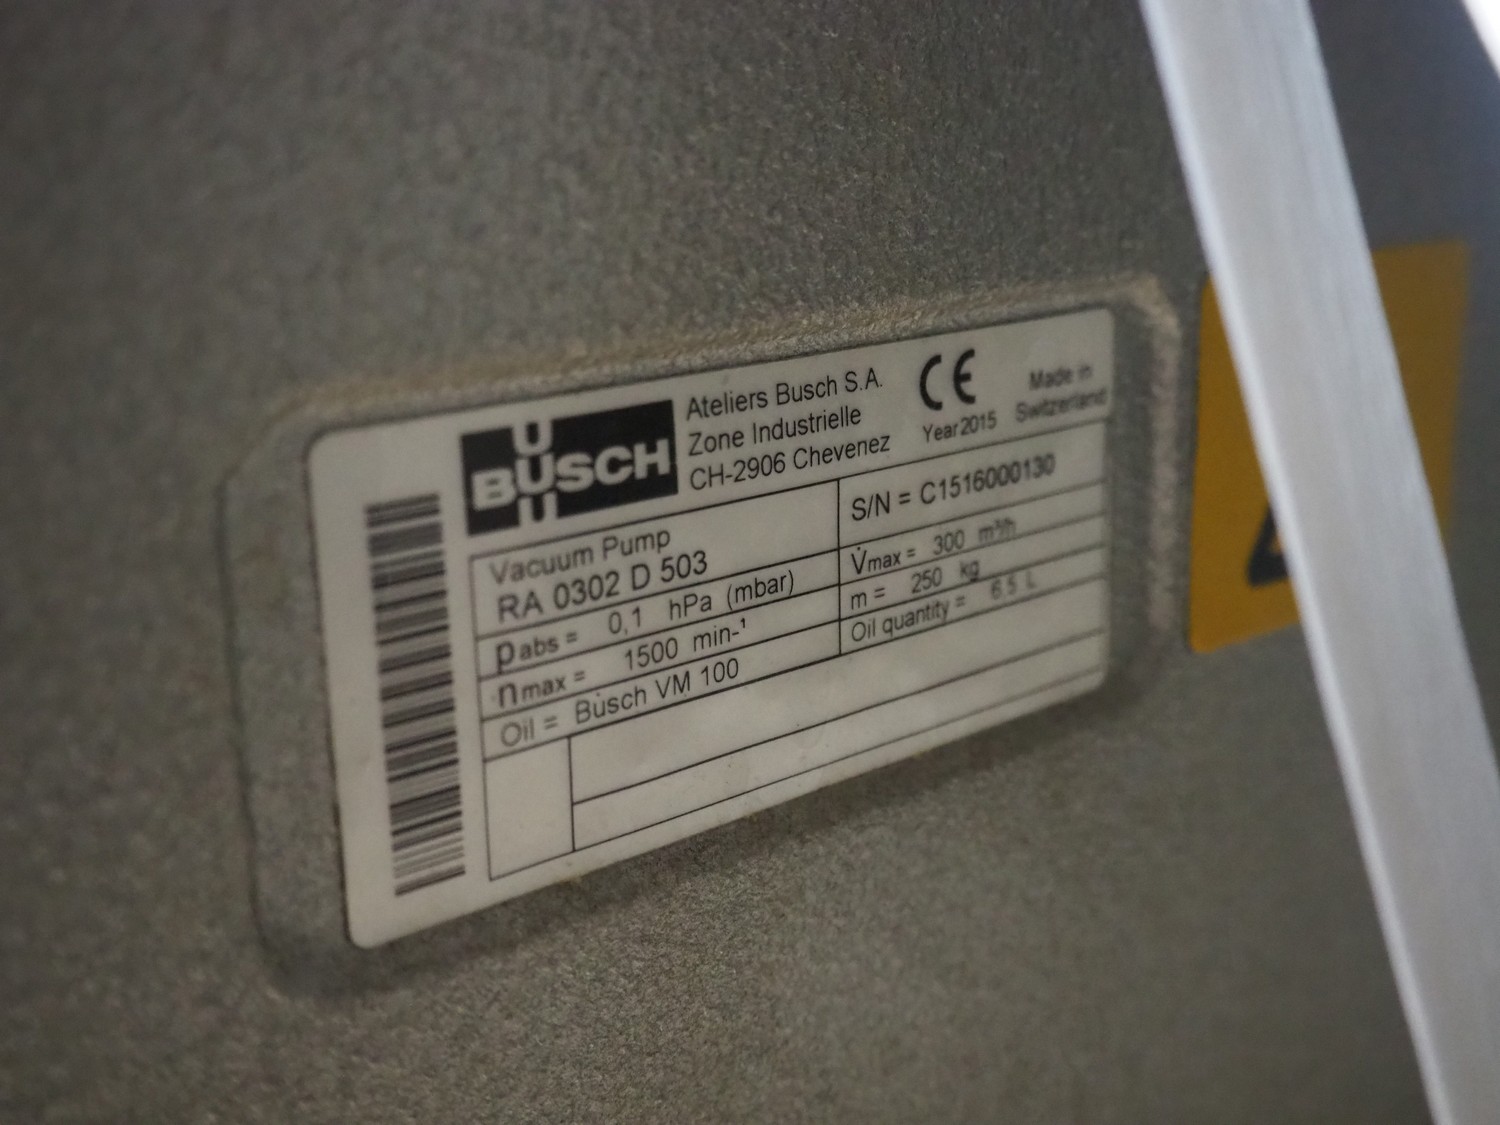 BUSCH
Ateliers Busch S.A.
Zone Industrielle
CH-2906 Chevenez
CE
Year 2015
Made in
Switzerland
Vacuum Pump
RA 0302 D 503
S/N = C1516000130
pabs = 0,1 hPa (mbar)
V̇max = 300 m³/h
nmax = 1500 min-¹
m = 250 kg
Oil = Busch VM 100
Oil quantity = 6.5 L